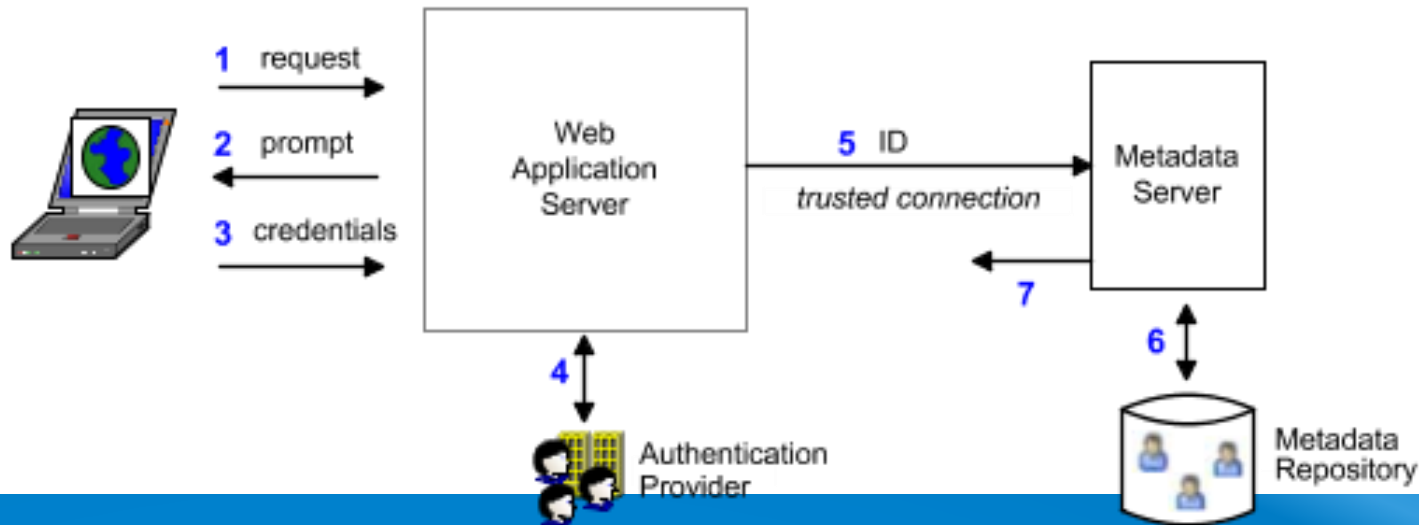 1 request
2 prompt
3 credentials
Web
Application
Server
4
Authentication
Provider
5 ID
trusted connection
Metadata
Server
7
6
Metadata
Repository